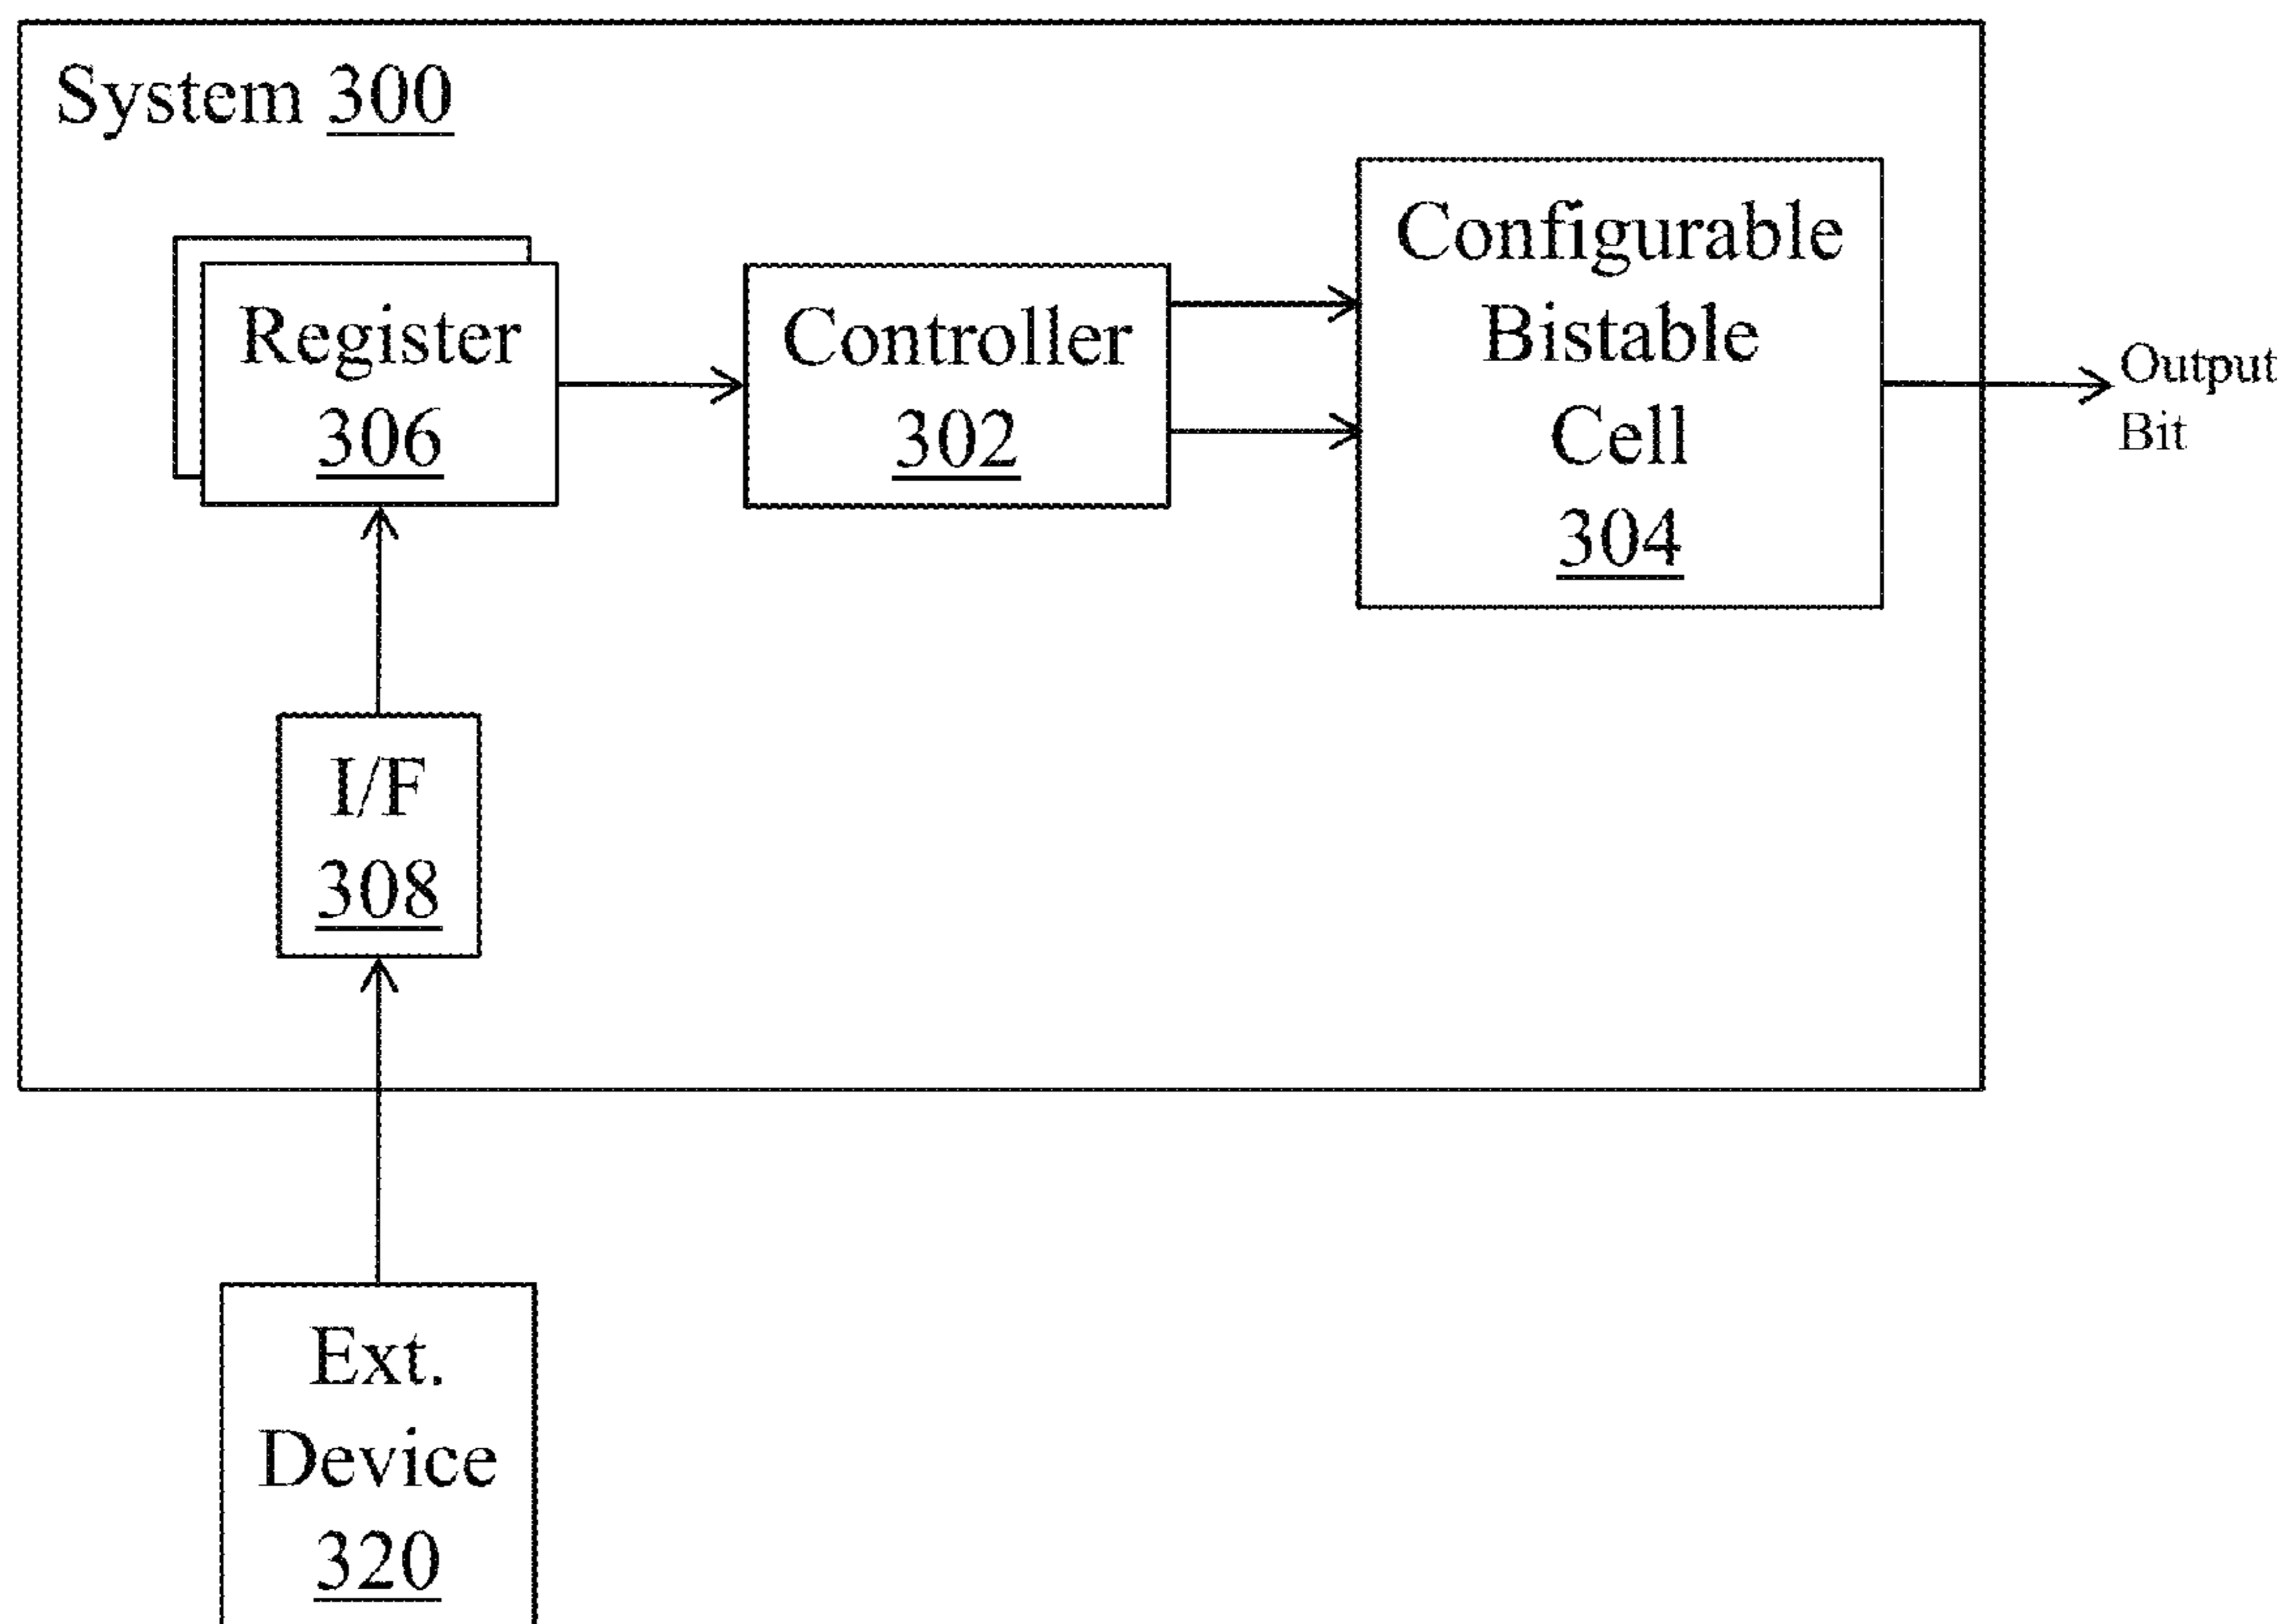 System 300
Register
306
Controller
302
Configurable
Bistable
Cell
304
Output
Bit
I/F
308
Ext.
Device
320